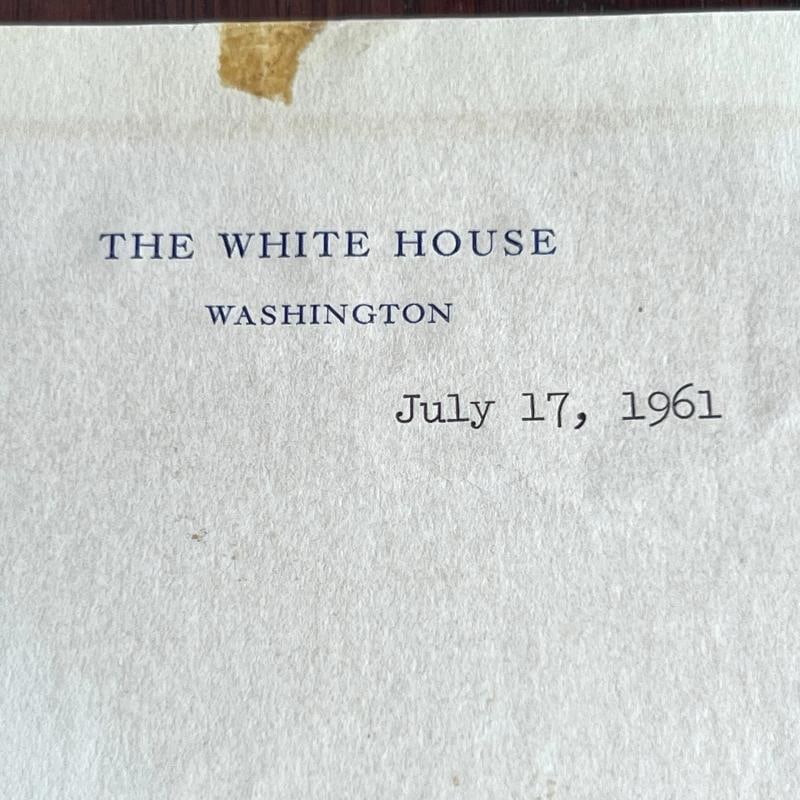 THE WHITE HOUSE
WASHINGTON
July 17, 1961